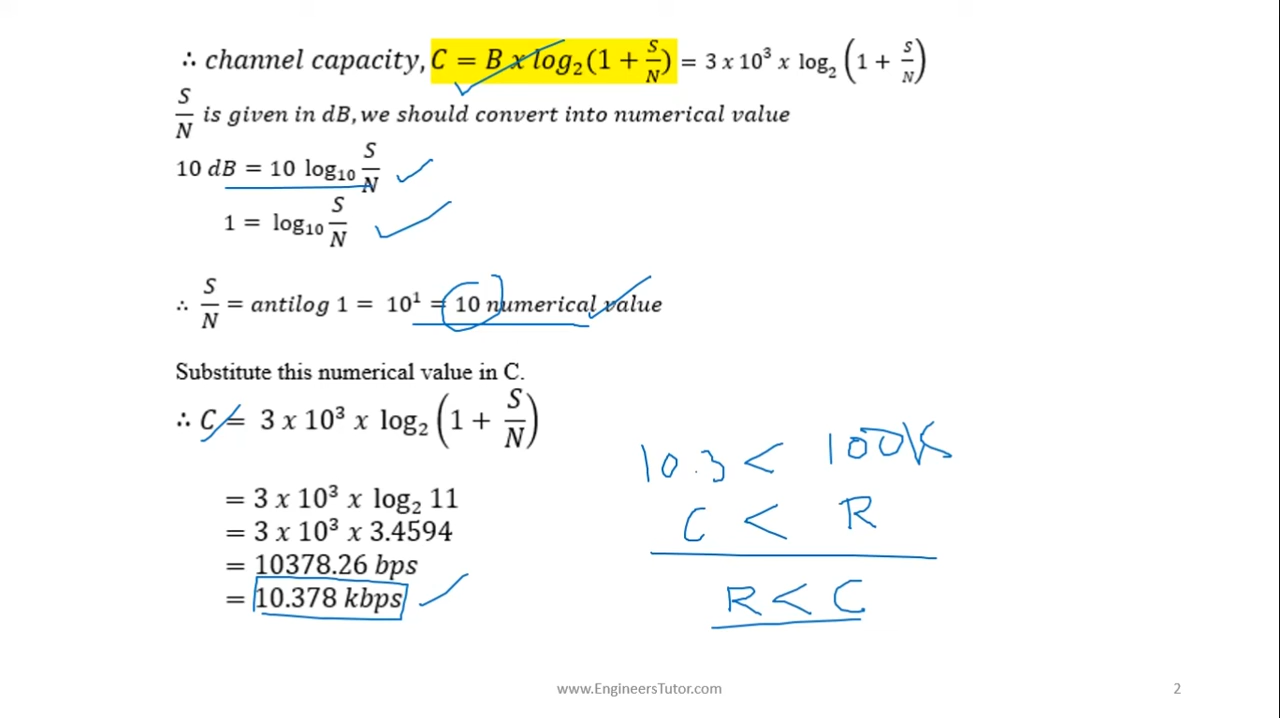 ∴ channel capacity, C = B x log₂(1 + S/N) = 3 x 10³ x log₂ (1 + S/N)
S/N is given in dB, we should convert into numerical value
10 dB = 10 log₁₀ S/N
1 = log₁₀ S/N
∴ S/N = antilog 1 = 10¹ = 10 numerical value
Substitute this numerical value in C.
∴ C = 3 x 10³ x log₂ (1 + S/N)
= 3 x 10³ x log₂ 11
= 3 x 10³ x 3.4594
= 10378.26 bps
= 10.378 kbps
10.3 < 100K
C < R
R < C
www.EngineersTutor.com
2